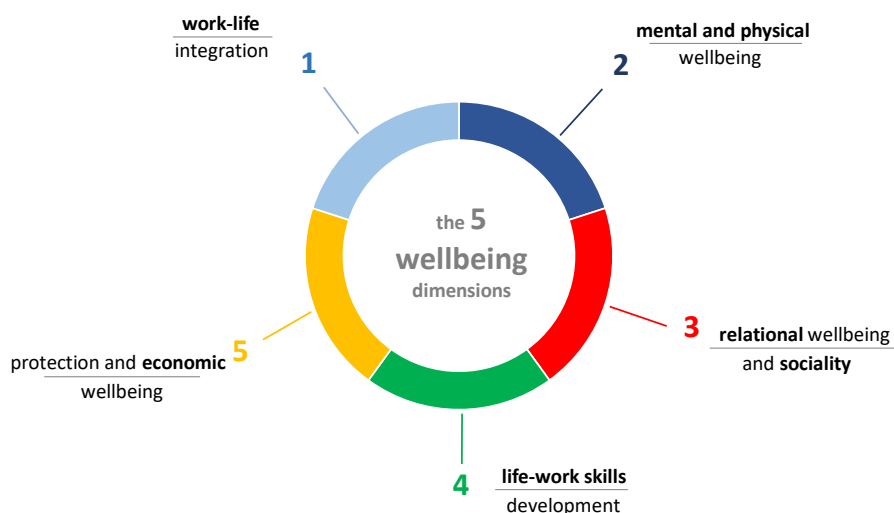 work-life
integration
1
mental and physical
wellbeing
2
the 5
wellbeing
dimensions
3
relational wellbeing
and sociality
protection and economic
wellbeing
5
4
life-work skills
development